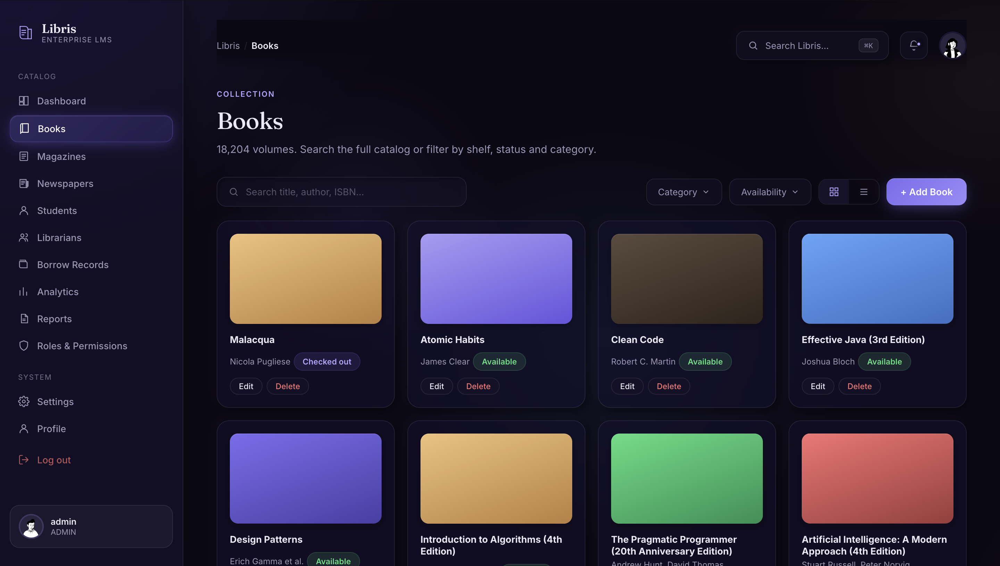 Libris
ENTERPRISE LMS
CATALOG
Dashboard
Books
Magazines
Newspapers
Students
Librarians
Borrow Records
Analytics
Reports
Roles & Permissions
SYSTEM
Settings
Profile
Log out
admin
ADMIN
Libris / Books
Search Libris...
⌘K
COLLECTION
Books
18,204 volumes. Search the full catalog or filter by shelf, status and category.
Search title, author, ISBN...
Category
Availability
+ Add Book
Malacqua
Nicola Pugliese Checked out
Edit Delete
Atomic Habits
James Clear Available
Edit Delete
Clean Code
Robert C. Martin Available
Edit Delete
Effective Java (3rd Edition)
Joshua Bloch Available
Edit Delete
Design Patterns
Erich Gamma et al. Available
Introduction to Algorithms (4th
Edition)
The Pragmatic Programmer
(20th Anniversary Edition)
Andrew Hunt, David Thomas
Artificial Intelligence: A Modern
Approach (4th Edition)
Stuart Russell, Peter Norvig